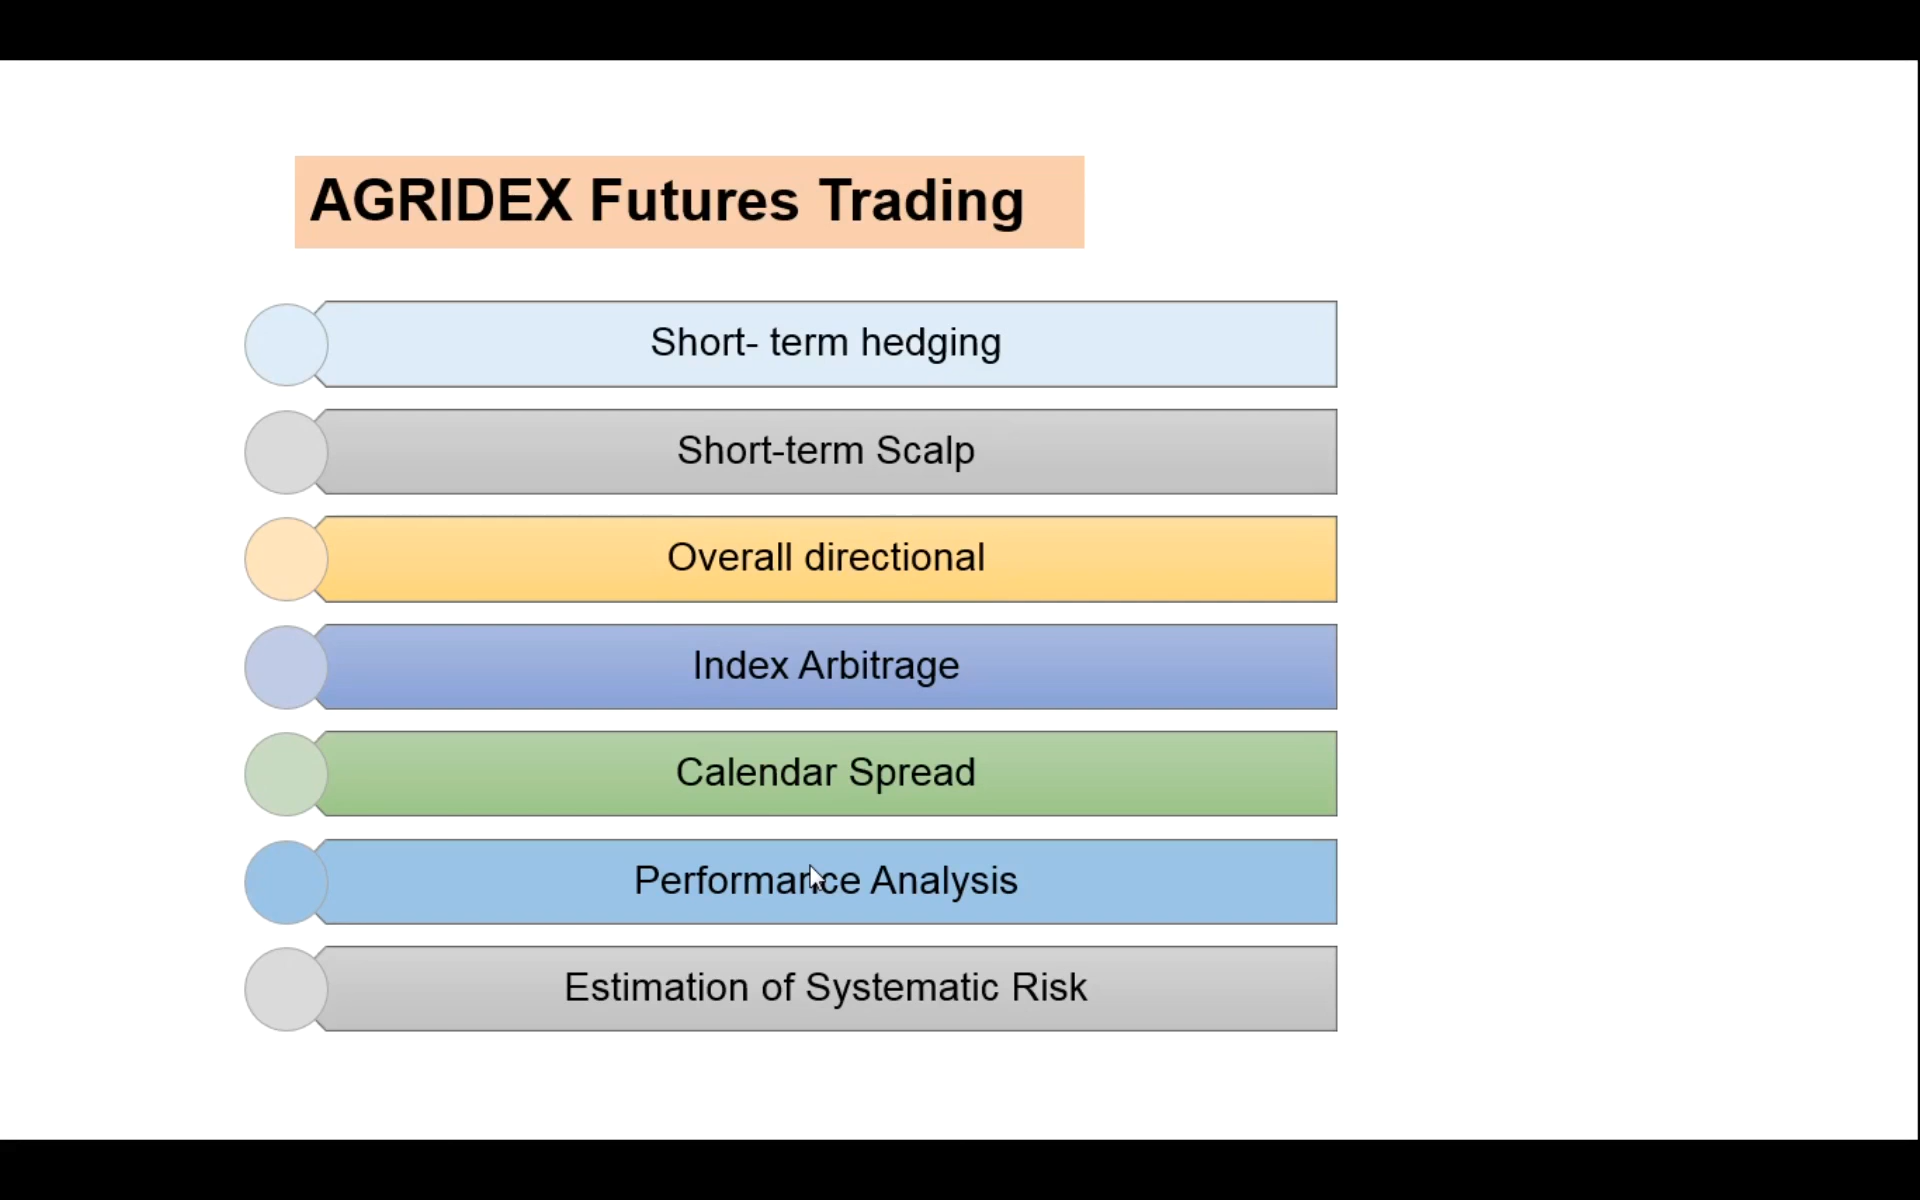 AGRIDEX Futures Trading
Short- term hedging
Short-term Scalp
Overall directional
Index Arbitrage
Calendar Spread
Performance Analysis
Estimation of Systematic Risk